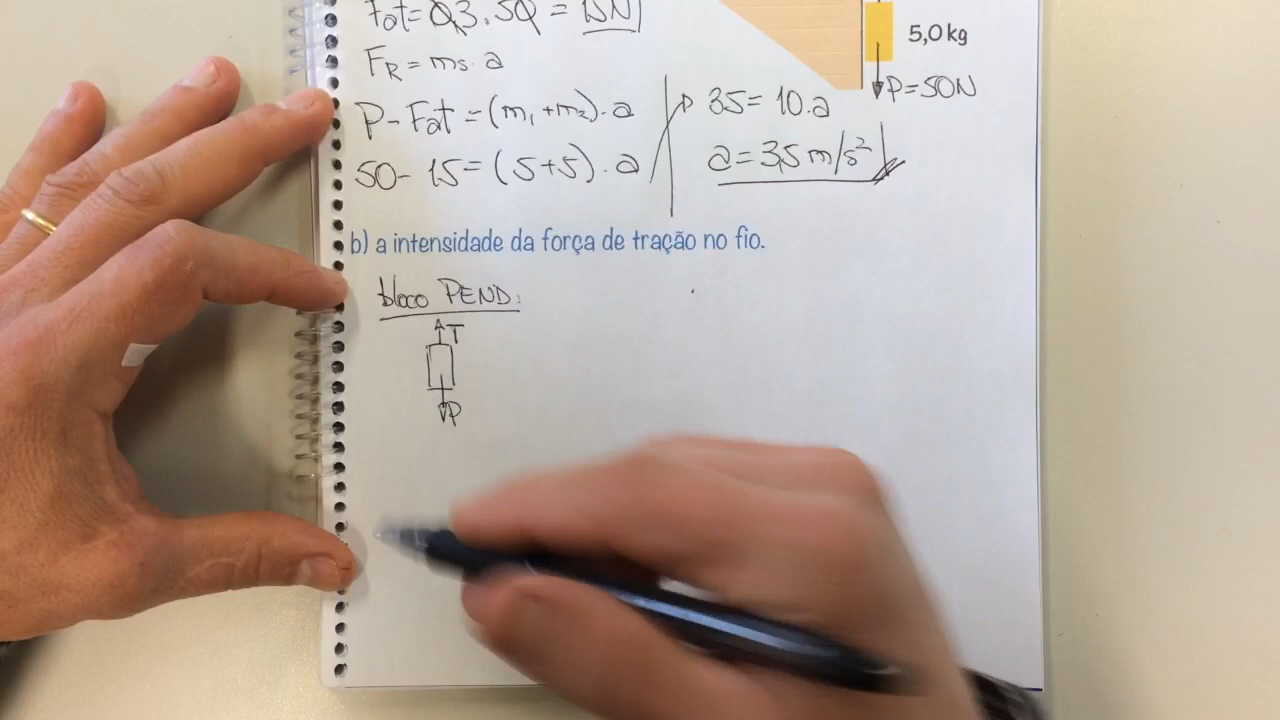 Fat = 0,3 . 50 = 15N
FR = ms . a
P - Fat = (m1 + m2) . a
50 - 15 = (5+5) . a
35 = 10.a
a = 3,5 m/s²
5,0 kg
P = 50N
b) a intensidade da força de tração no fio.
bloco PEND:
T
P